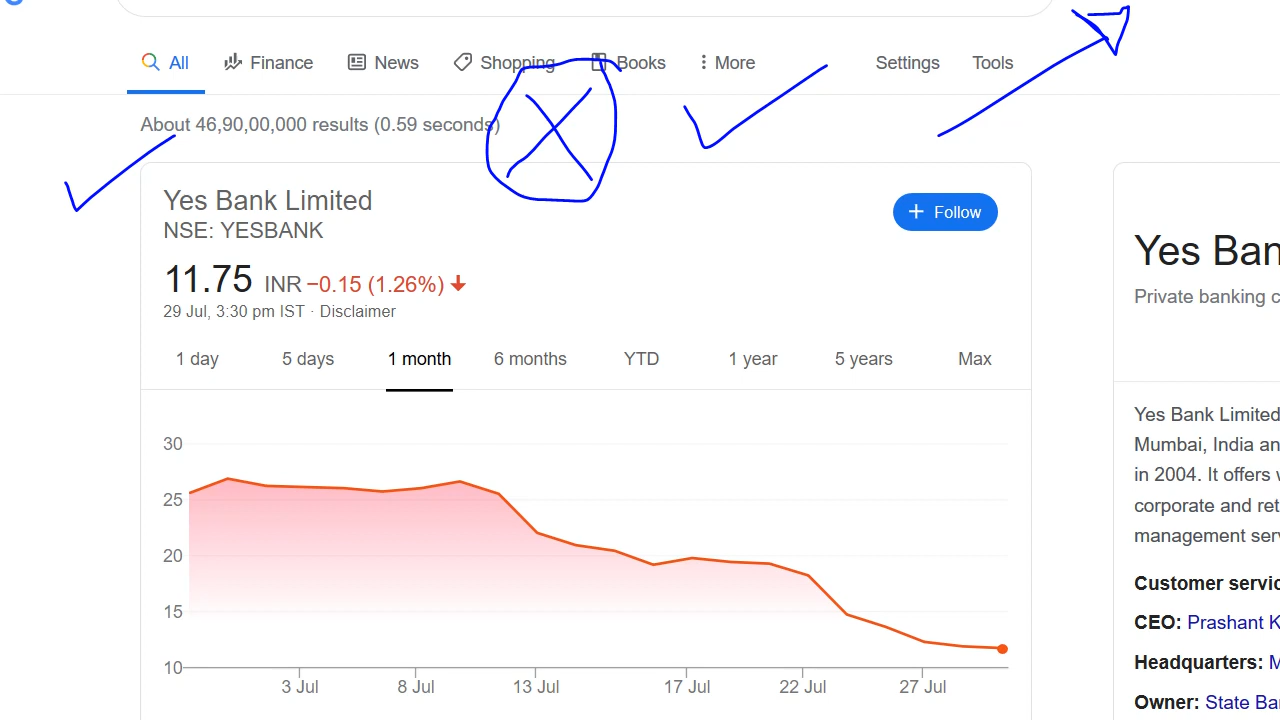 All Finance News Shopping Books More Settings Tools
About 46,90,00,000 results (0.59 seconds)
Yes Bank Limited
NSE: YESBANK
+ Follow
11.75 INR −0.15 (1.26%)
29 Jul, 3:30 pm IST · Disclaimer
1 day 5 days 1 month 6 months YTD 1 year 5 years Max
30
25
20
15
10
3 Jul 8 Jul 13 Jul 17 Jul 22 Jul 27 Jul
Yes Ban
Private banking c
Yes Bank Limited
Mumbai, India an
in 2004. It offers w
corporate and ret
management serv
Customer servic
CEO: Prashant K
Headquarters: M
Owner: State Ba